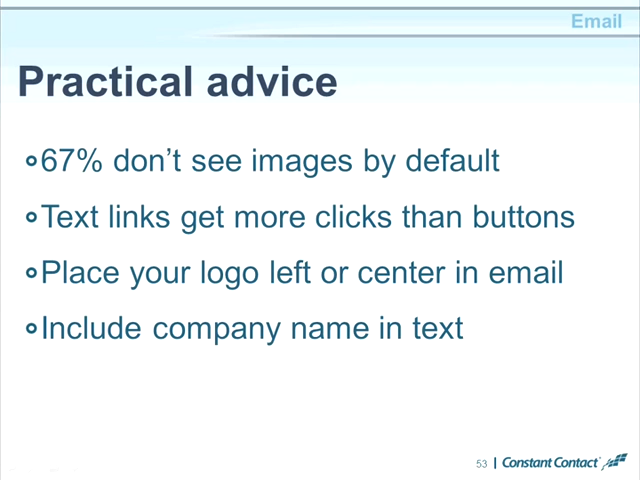 Email
Practical advice
67% don't see images by default
Text links get more clicks than buttons
Place your logo left or center in email
Include company name in text
53 | Constant Contact